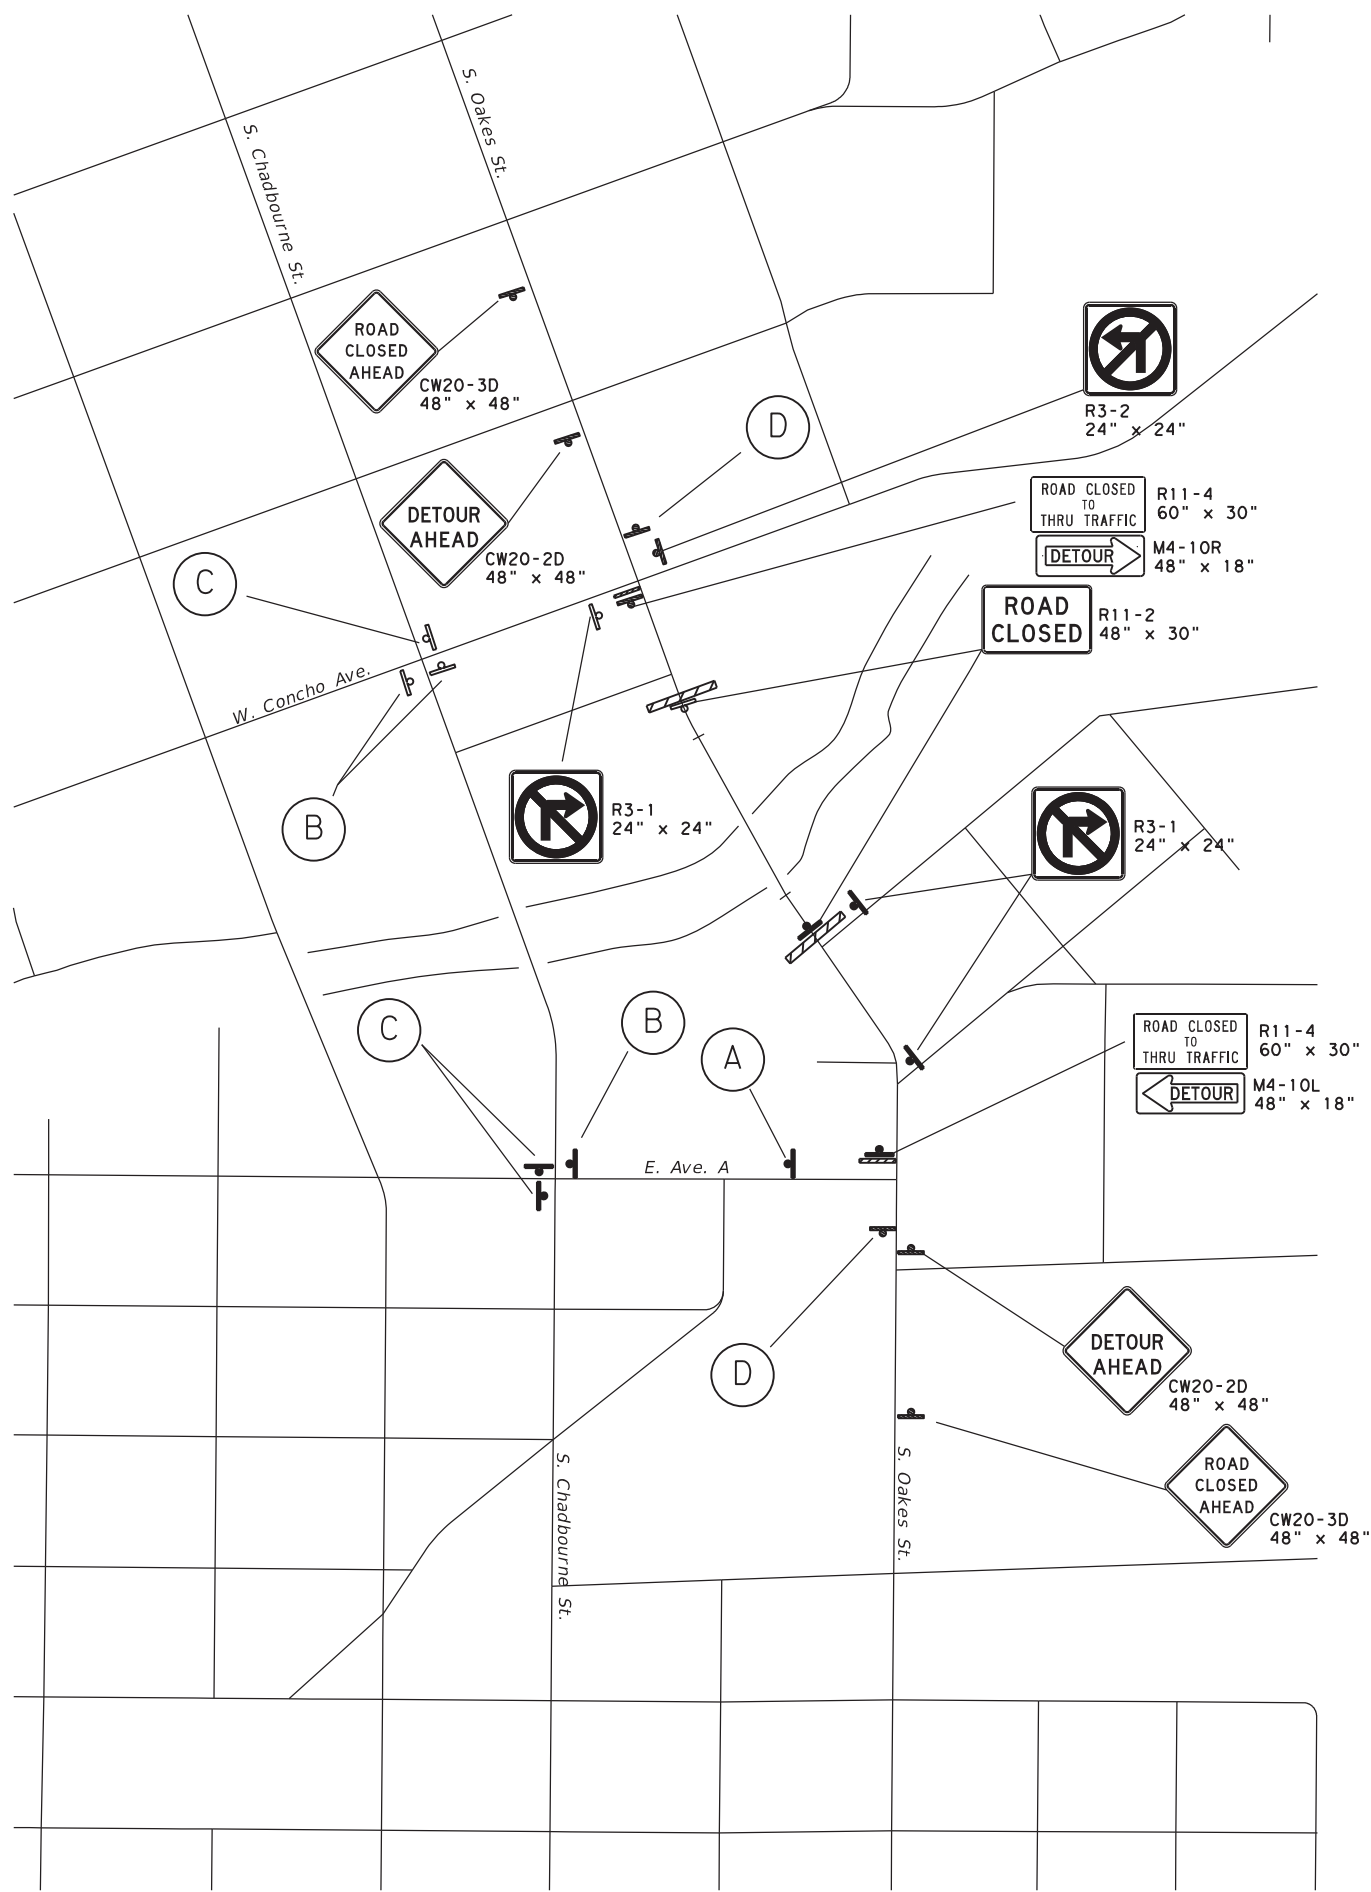 S. Oakes St.
S. Chadbourne St.
ROAD
CLOSED
AHEAD
CW20-3D
48" x 48"
R3-2
24" x 24"
D
DETOUR
AHEAD
CW20-2D
48" x 48"
ROAD CLOSED
TO
THRU TRAFFIC
R11-4
60" x 30"
DETOUR
M4-10R
48" x 18"
C
ROAD
CLOSED
R11-2
48" x 30"
W. Concho Ave.
B
R3-1
24" x 24"
R3-1
24" x 24"
C
B
A
ROAD CLOSED
TO
THRU TRAFFIC
R11-4
60" x 30"
DETOUR
M4-10L
48" x 18"
E. Ave. A
D
DETOUR
AHEAD
CW20-2D
48" x 48"
S. Chadbourne St.
S. Oakes St.
ROAD
CLOSED
AHEAD
CW20-3D
48" x 48"